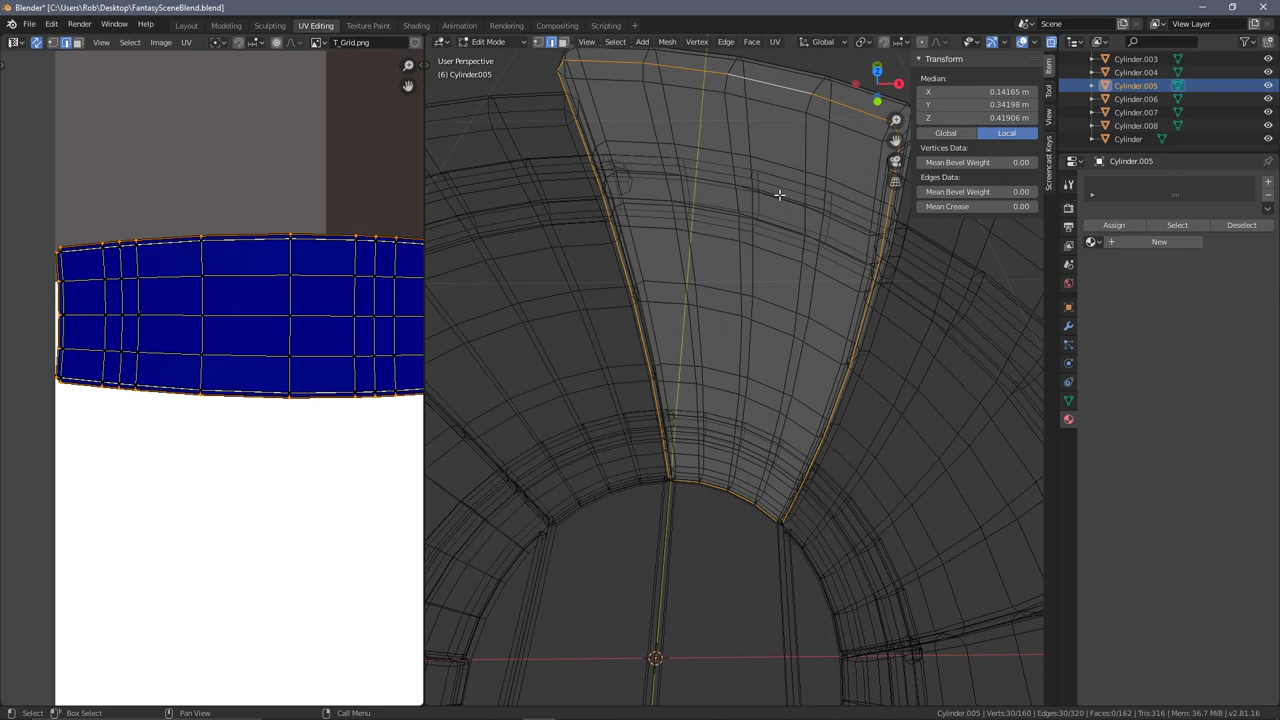 Blender* [C:\Users\Rob\Desktop\FantasySceneBlend.blend]
File Edit Render Window Help Layout Modeling Sculpting UV Editing Texture Paint Shading Animation Rendering Compositing Scripting Scene View Layer
View Select Image UV T_Grid.png Edit Mode View Select Add Mesh Vertex Edge Face UV Global
User Perspective
(6) Cylinder.005
Transform
Median:
X 0.14165 m
Y 0.34198 m
Z 0.41906 m
Global Local
Vertices Data:
Mean Bevel Weight 0.00
Edges Data:
Mean Bevel Weight 0.00
Mean Crease 0.00
Item
Tool
View
Screencast Keys
Z
X
Cylinder.003
Cylinder.004
Cylinder.005
Cylinder.006
Cylinder.007
Cylinder.008
Cylinder
Cylinder.005
Assign Select Deselect
New
Select Box Select Pan View Call Menu Cylinder.005 | Verts:30/160 | Edges:30/320 | Faces:0/162 | Tris:316 | Mem: 36.7 MiB | v2.81.16